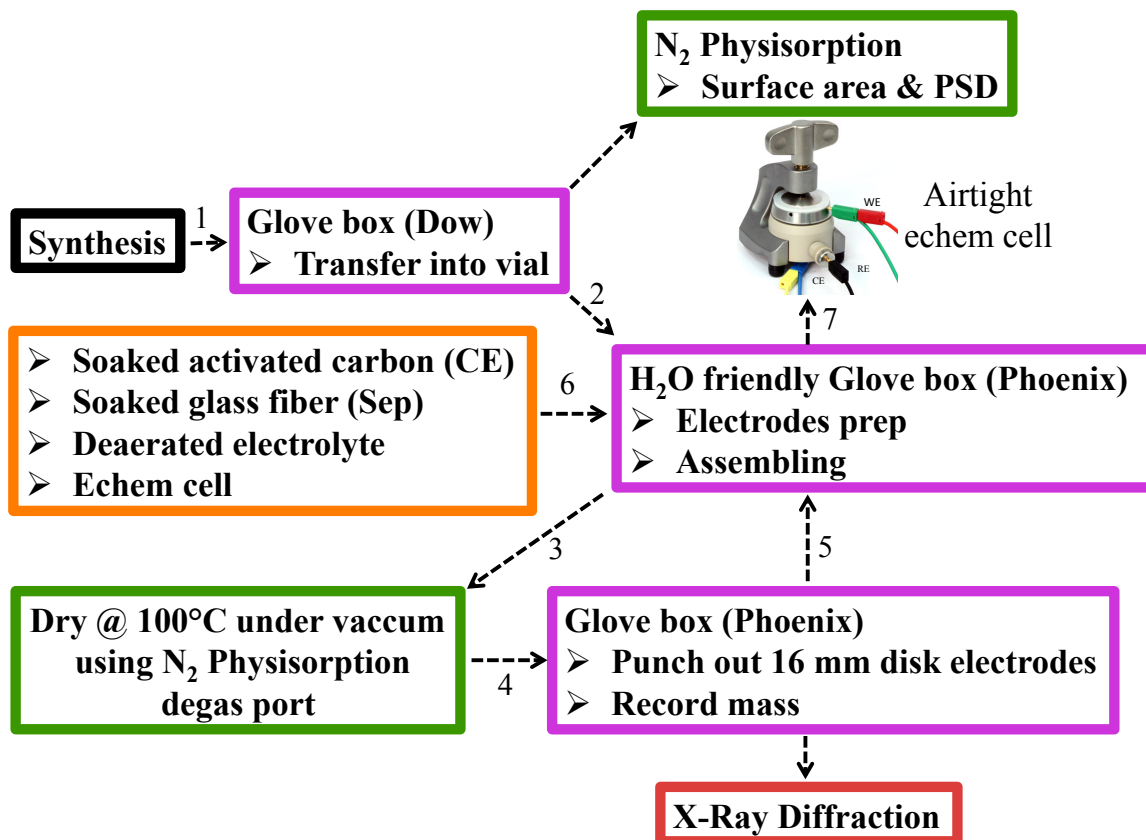 N₂ Physisorption
➢ Surface area & PSD
WE
Airtight
echem cell
RE
CE
1
Synthesis
Glove box (Dow)
➢ Transfer into vial
2
7
➢ Soaked activated carbon (CE)
➢ Soaked glass fiber (Sep)
➢ Deaerated electrolyte
➢ Echem cell
6
H₂O friendly Glove box (Phoenix)
➢ Electrodes prep
➢ Assembling
3
5
Dry @ 100°C under vaccum
using N₂ Physisorption
degas port
4
Glove box (Phoenix)
➢ Punch out 16 mm disk electrodes
➢ Record mass
X-Ray Diffraction